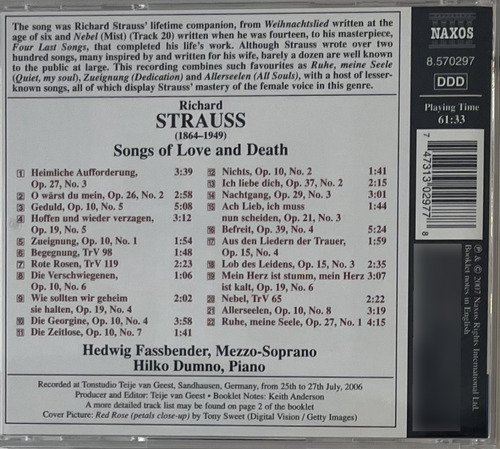 The song was Richard Strauss' lifetime companion, from Weihnachtslied written at the
age of six and Nebel (Mist) (Track 20) written when he was fourteen, to his masterpiece,
Four Last Songs, that completed his life's work. Although Strauss wrote over two
hundred songs, many inspired by and written for his wife, barely a dozen are well known
to the public at large. This recording combines such favourites as Ruhe, meine Seele
(Quiet, my soul), Zueignung (Dedication) and Allerseelen (All Souls), with a host of lesser-
known songs, all of which display Strauss' mastery of the female voice in this genre.
NAXOS
8.570297
DDD
Playing Time
61:33
Richard
STRAUSS
(1864–1949)
Songs of Love and Death
1 Heimliche Aufforderung, 3:39
Op. 27, No. 3
2 O wärst du mein, Op. 26, No. 2 2:58
3 Geduld, Op. 10, No. 5 5:08
4 Hoffen und wieder verzagen, 3:12
Op. 19, No. 5
5 Zueignung, Op. 10, No. 1 1:54
6 Begegnung, TrV 98 1:48
7 Rote Rosen, TrV 119 2:23
8 Die Verschwiegenen, 1:06
Op. 10, No. 6
9 Wie sollten wir geheim 2:02
sie halten, Op. 19, No. 4
10 Die Georgine, Op. 10, No. 4 3:58
11 Die Zeitlose, Op. 10, No. 7 1:41
12 Nichts, Op. 10, No. 2 1:41
13 Ich liebe dich, Op. 37, No. 2 2:15
14 Nachtgang, Op. 29, No. 3 3:01
15 Ach Lieb, ich muss 1:44
nun scheiden, Op. 21, No. 3
16 Befreit, Op. 39, No. 4 5:24
17 Aus den Liedern der Trauer, 1:59
Op. 15, No. 4
18 Lob des Leidens, Op. 15, No. 3 2:35
19 Mein Herz ist stumm, mein Herz 3:07
ist kalt, Op. 19, No. 6
20 Nebel, TrV 65 2:22
21 Allerseelen, Op. 10, No. 8 3:19
22 Ruhe, meine Seele, Op. 27, No. 1 4:15
Hedwig Fassbender, Mezzo-Soprano
Hilko Dumno, Piano
Recorded at Tonstudio Teije van Geest, Sandhausen, Germany, from 25th to 27th July, 2006
Producer and Editor: Teije van Geest • Booklet Notes: Keith Anderson
A more detailed track list may be found on page 2 of the booklet
Cover Picture: Red Rose (petals close-up) by Tony Sweet (Digital Vision / Getty Images)
7 47313 02977 8
℗ & © 2007 Naxos Rights International Ltd.
Booklet notes in English